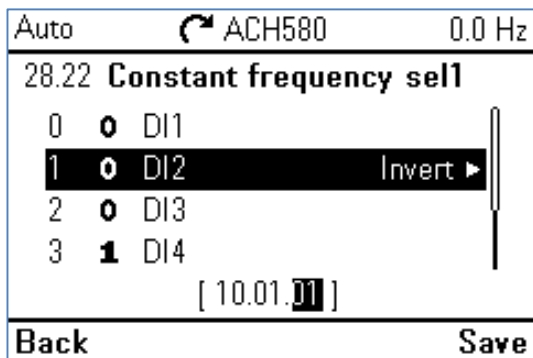 Auto ACH580 0.0 Hz
28.22 Constant frequency sel1
0 0 DI1
1 0 DI2 Invert ►
2 0 DI3
3 1 DI4
[ 10.01.01 ]
Back Save